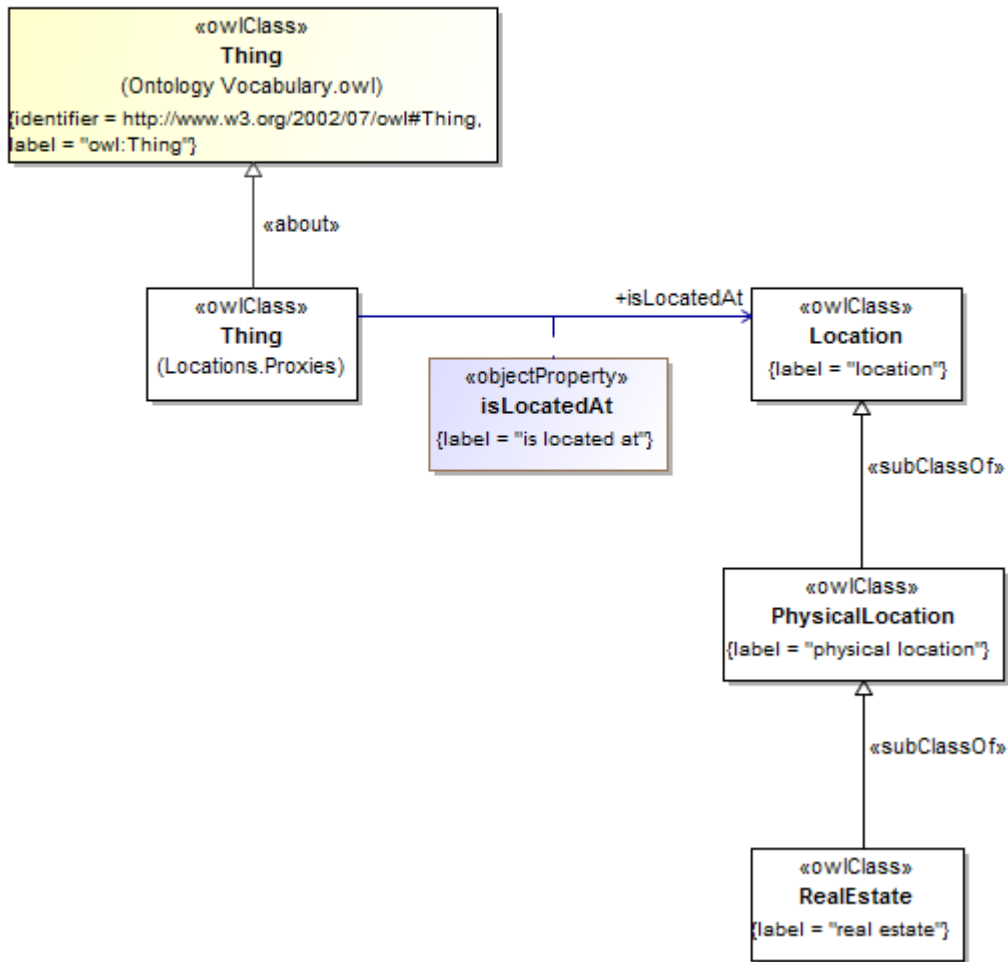 «owlClass»
Thing
(Ontology Vocabulary.owl)
{identifier = http://www.w3.org/2002/07/owl#Thing,
label = "owl:Thing"}
«about»
«owlClass»
Thing
(Locations.Proxies)
+isLocatedAt
«objectProperty»
isLocatedAt
{label = "is located at"}
«owlClass»
Location
{label = "location"}
«subClassOf»
«owlClass»
PhysicalLocation
{label = "physical location"}
«subClassOf»
«owlClass»
RealEstate
{label = "real estate"}